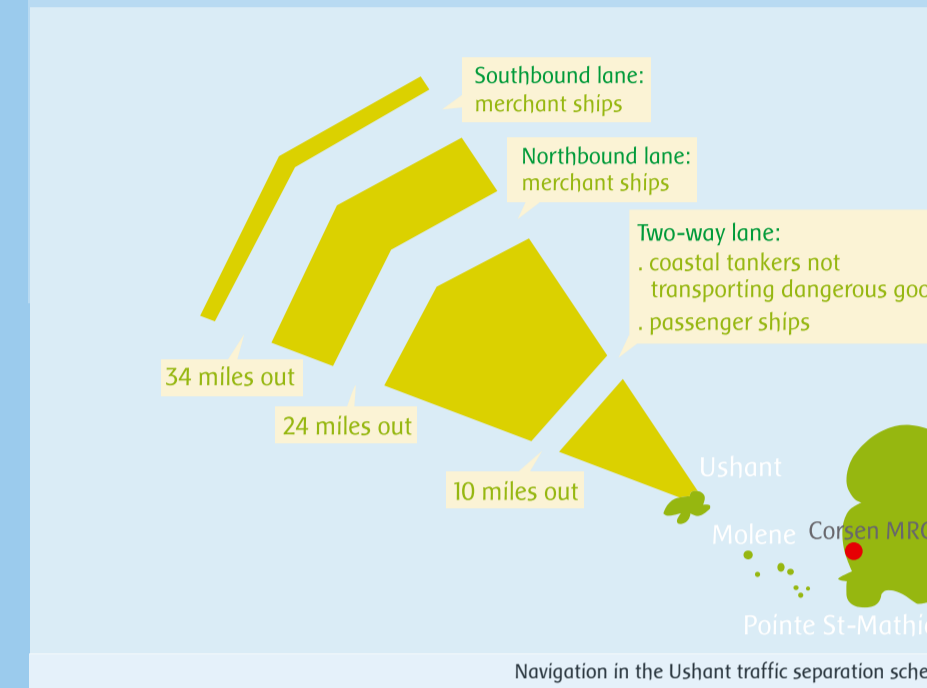 Southbound lane:
merchant ships
Northbound lane:
merchant ships
Two-way lane:
. coastal tankers not
transporting dangerous
. passenger ships
34 miles out
24 miles out
10 miles out
Ushant
Molene
Corsen
Pointe
Navigation in the Ushant traffic separation